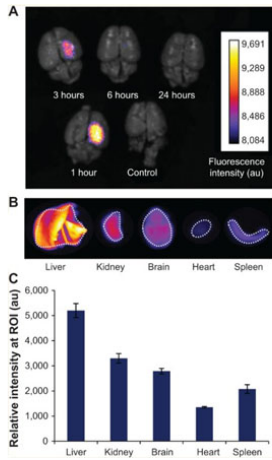 A
9,691
9,289
8,888
8,486
8,084
3 hours 6 hours 24 hours
1 hour Control
Fluorescence
intensity (au)
B
Liver Kidney Brain Heart Spleen
C
Relative intensity at ROI (au)
6,000
5,000
4,000
3,000
2,000
1,000
0
Liver Kidney Brain Heart Spleen